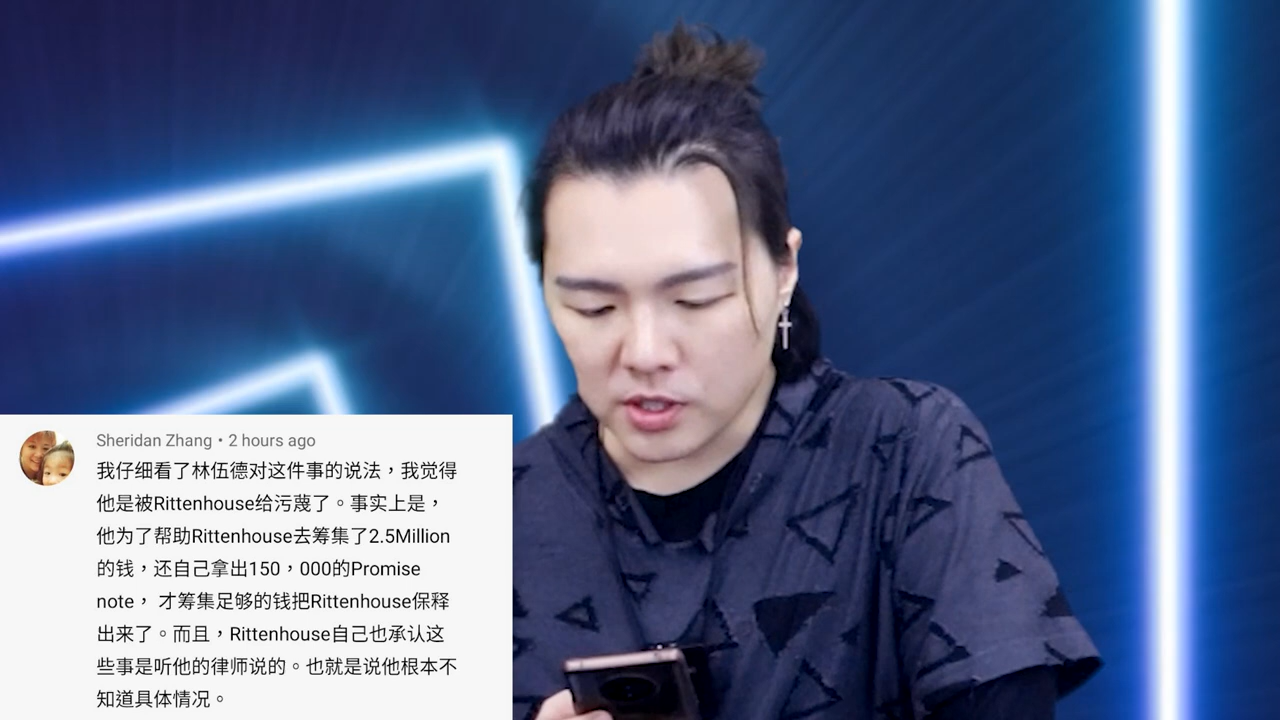 Sheridan Zhang • 2 hours ago
我仔细看了林伍德对这件事的说法，我觉得
他是被Rittenhouse给污蔑了。事实上是，
他为了帮助Rittenhouse去筹集了2.5Million
的钱，还自己拿出150，000的Promise
note， 才筹集足够的钱把Rittenhouse保释
出来了。而且，Rittenhouse自己也承认这
些事是听他的律师说的。也就是说他根本不
知道具体情况。